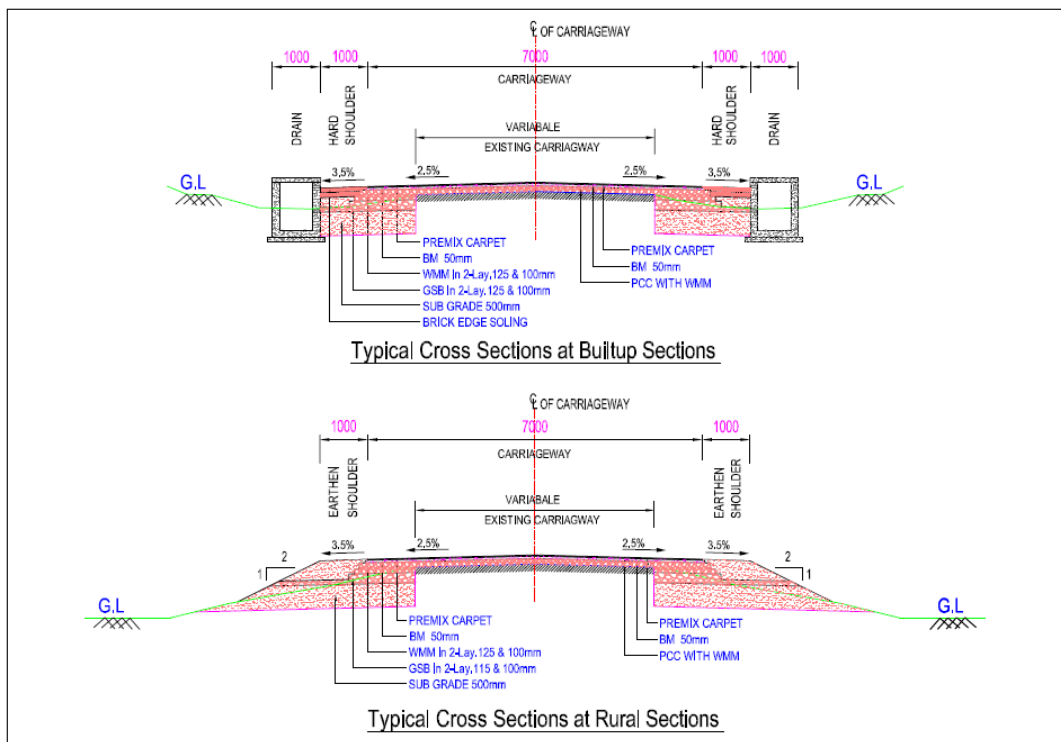 ℄ OF CARRIAGEWAY
1000 1000 7000 1000 1000
CARRIAGEWAY
DRAIN
HARD
SHOULDER
HARD
SHOULDER
DRAIN
VARIABALE
EXISTING CARRIAGWAY
G.L 3.5% 2.5% 2.5% 3.5% G.L
PREMIX CARPET
BM 50mm
WMM In 2-Lay,125 & 100mm
GSB In 2-Lay.125 & 100mm
SUB GRADE 500mm
BRICK EDGE SOLING
PREMIX CARPET
BM 50mm
PCC WITH WMM
Typical Cross Sections at Builtup Sections
℄ OF CARRIAGEWAY
1000 7000 1000
CARRIAGEWAY
EARTHEN
SHOULDER
EARTHEN
SHOULDER
VARIABALE
EXISTING CARRIAGWAY
3.5% 2.5% 2.5% 3.5%
2
1
2
1
G.L
G.L
PREMIX CARPET
BM 50mm
WMM In 2-Lay.125 & 100mm
GSB In 2-Lay,115 & 100mm
SUB GRADE 500mm
PREMIX CARPET
BM 50mm
PCC WITH WMM
Typical Cross Sections at Rural Sections